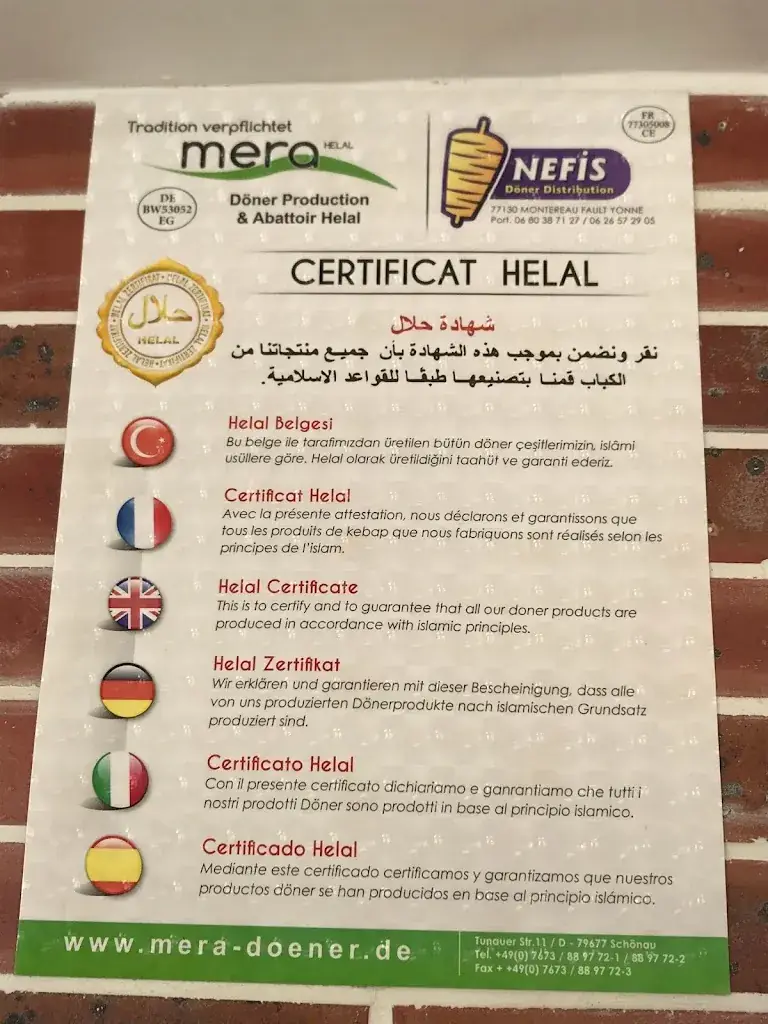 Tradition verpflichtet
mera HELAL
DE
BW53052
EG
Döner Production
& Abattoir Helal
FR
77305008
CE
NEFİS
Döner Distribution
77130 MONTEREAU FAULT YONNE
Port. 06 80 38 71 27 / 06 26 57 29 05
CERTIFICAT HELAL
حلال
HELAL
شهادة حلال
نقر ونضمن بموجب هذه الشهادة بأن جميع منتجاتنا من
الكباب قمنا بتصنيعها طبقا للقواعد الاسلامية.
Helal Belgesi
Bu belge ile tarafımızdan üretilen bütün döner çeşitlerimizin, islâmi
usüllere göre. Helal olarak üretildiğini taahüt ve garanti ederiz.
Certificat Helal
Avec la présente attestation, nous déclarons et garantissons que
tous les produits de kebap que nous fabriquons sont réalisés selon les
principes de l'islam.
Helal Certificate
This is to certify and to guarantee that all our doner products are
produced in accordance with islamic principles.
Helal Zertifikat
Wir erklären und garantieren mit dieser Bescheinigung, dass alle
von uns produzierten Dönerprodukte nach islamischen Grundsatz
produziert sind.
Certificato Helal
Con il presente certificato dichiariamo e ganrantiamo che tutti i
nostri prodotti Döner sono prodotti in base al principio islamico.
Certificado Helal
Mediante este certificado certificamos y garantizamos que nuestros
productos döner se han producidos en base al principio islámico.
www.mera-doener.de
Tunauer Str.11 / D - 79677 Schönau
Tel. +49(0) 7673 / 88 97 72-1 / 88 97 72-2
Fax + +49(0) 7673 / 88 97 72-3